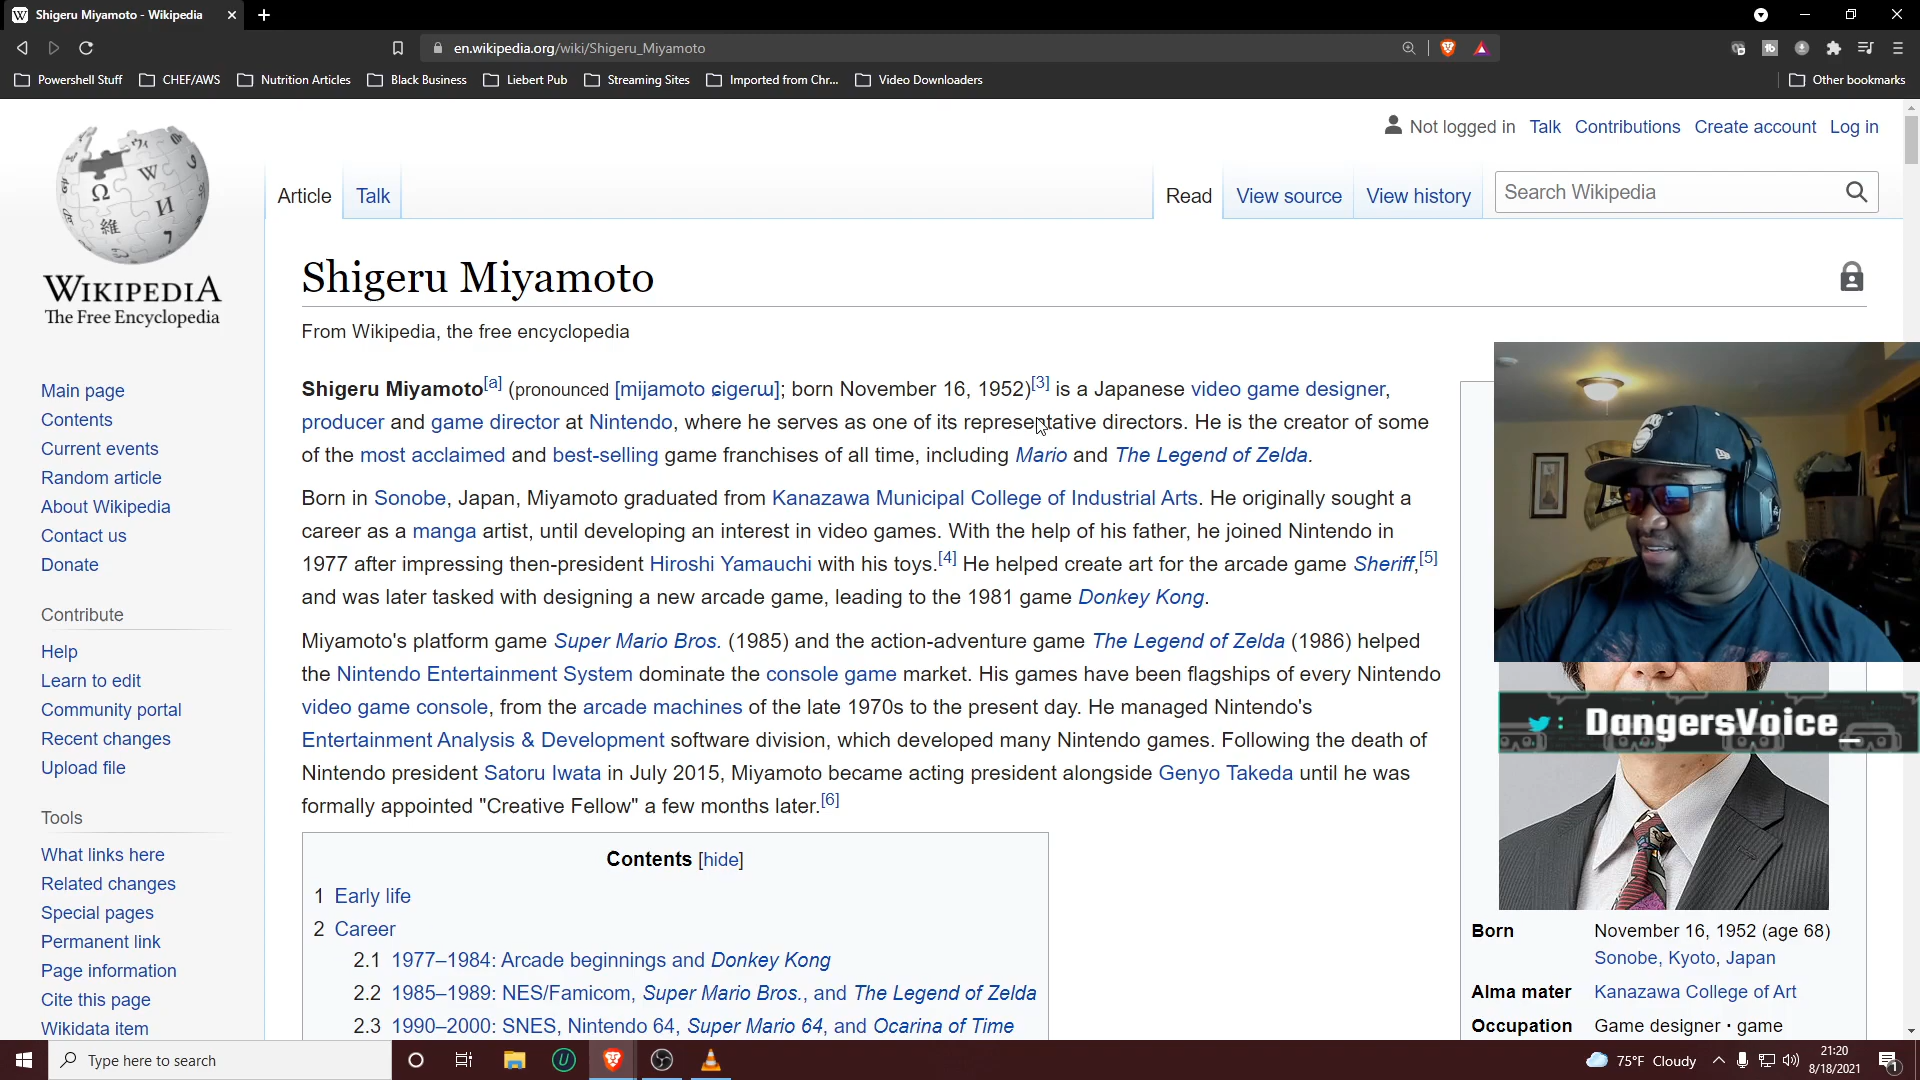 Shigeru Miyamoto - Wikipedia
en.wikipedia.org/wiki/Shigeru_Miyamoto
Powershell Stuff CHEF/AWS Nutrition Articles Black Business Liebert Pub Streaming Sites Imported from Chr... Video Downloaders Other bookmarks
Not logged in Talk Contributions Create account Log in
Article Talk Read View source View history Search Wikipedia
WIKIPEDIA
The Free Encyclopedia
Main page
Contents
Current events
Random article
About Wikipedia
Contact us
Donate
Contribute
Help
Learn to edit
Community portal
Recent changes
Upload file
Tools
What links here
Related changes
Special pages
Permanent link
Page information
Cite this page
Wikidata item
Shigeru Miyamoto
From Wikipedia, the free encyclopedia
Shigeru Miyamoto[a] (pronounced [mijamoto ɕigeɾɯ]; born November 16, 1952)[3] is a Japanese video game designer,
producer and game director at Nintendo, where he serves as one of its representative directors. He is the creator of some
of the most acclaimed and best-selling game franchises of all time, including Mario and The Legend of Zelda.
Born in Sonobe, Japan, Miyamoto graduated from Kanazawa Municipal College of Industrial Arts. He originally sought a
career as a manga artist, until developing an interest in video games. With the help of his father, he joined Nintendo in
1977 after impressing then-president Hiroshi Yamauchi with his toys.[4] He helped create art for the arcade game Sheriff,[5]
and was later tasked with designing a new arcade game, leading to the 1981 game Donkey Kong.
Miyamoto's platform game Super Mario Bros. (1985) and the action-adventure game The Legend of Zelda (1986) helped
the Nintendo Entertainment System dominate the console game market. His games have been flagships of every Nintendo
video game console, from the arcade machines of the late 1970s to the present day. He managed Nintendo's
Entertainment Analysis & Development software division, which developed many Nintendo games. Following the death of
Nintendo president Satoru Iwata in July 2015, Miyamoto became acting president alongside Genyo Takeda until he was
formally appointed "Creative Fellow" a few months later.[6]
Contents [hide]
1 Early life
2 Career
2.1 1977–1984: Arcade beginnings and Donkey Kong
2.2 1985–1989: NES/Famicom, Super Mario Bros., and The Legend of Zelda
2.3 1990–2000: SNES, Nintendo 64, Super Mario 64, and Ocarina of Time
: DangersVoice_
Born November 16, 1952 (age 68)
Sonobe, Kyoto, Japan
Alma mater Kanazawa College of Art
Occupation Game designer · game
Type here to search
75°F Cloudy
21:20
8/18/2021
1